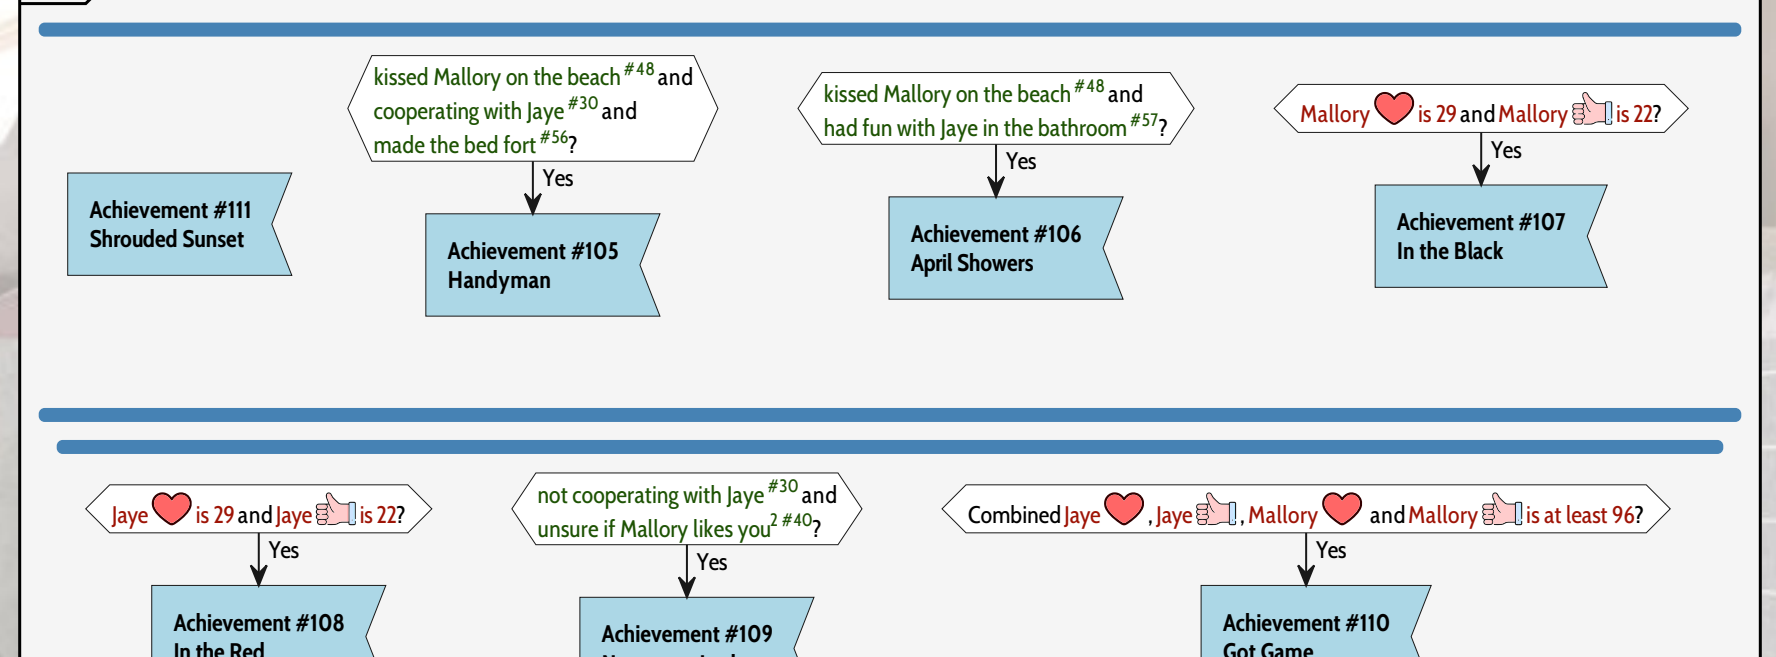 kissed Mallory on the beach #48 and
cooperating with Jaye #30 and
made the bed fort #56?
Yes
kissed Mallory on the beach #48 and
had fun with Jaye in the bathroom #57?
Yes
Mallory is 29 and Mallory is 22?
Yes
Achievement #111
Shrouded Sunset
Achievement #105
Handyman
Achievement #106
April Showers
Achievement #107
In the Black
Jaye is 29 and Jaye is 22?
Yes
not cooperating with Jaye #30 and
unsure if Mallory likes you2 #40?
Yes
Combined Jaye , Jaye , Mallory and Mallory is at least 96?
Yes
Achievement #108
In the Red
Achievement #109
Achievement #110
Got Game